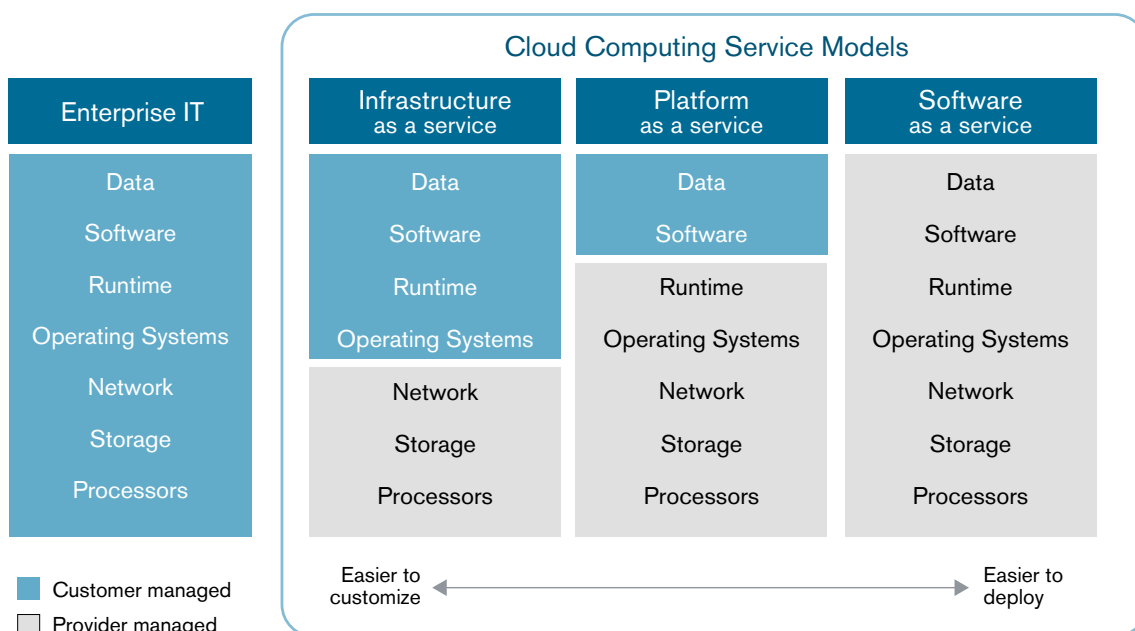 Cloud Computing Service Models
Enterprise IT
Data
Software
Runtime
Operating Systems
Network
Storage
Processors
Infrastructure
as a service
Data
Software
Runtime
Operating Systems
Network
Storage
Processors
Platform
as a service
Data
Software
Runtime
Operating Systems
Network
Storage
Processors
Software
as a service
Data
Software
Runtime
Operating Systems
Network
Storage
Processors
Customer managed
Provider managed
Easier to
customize
Easier to
deploy